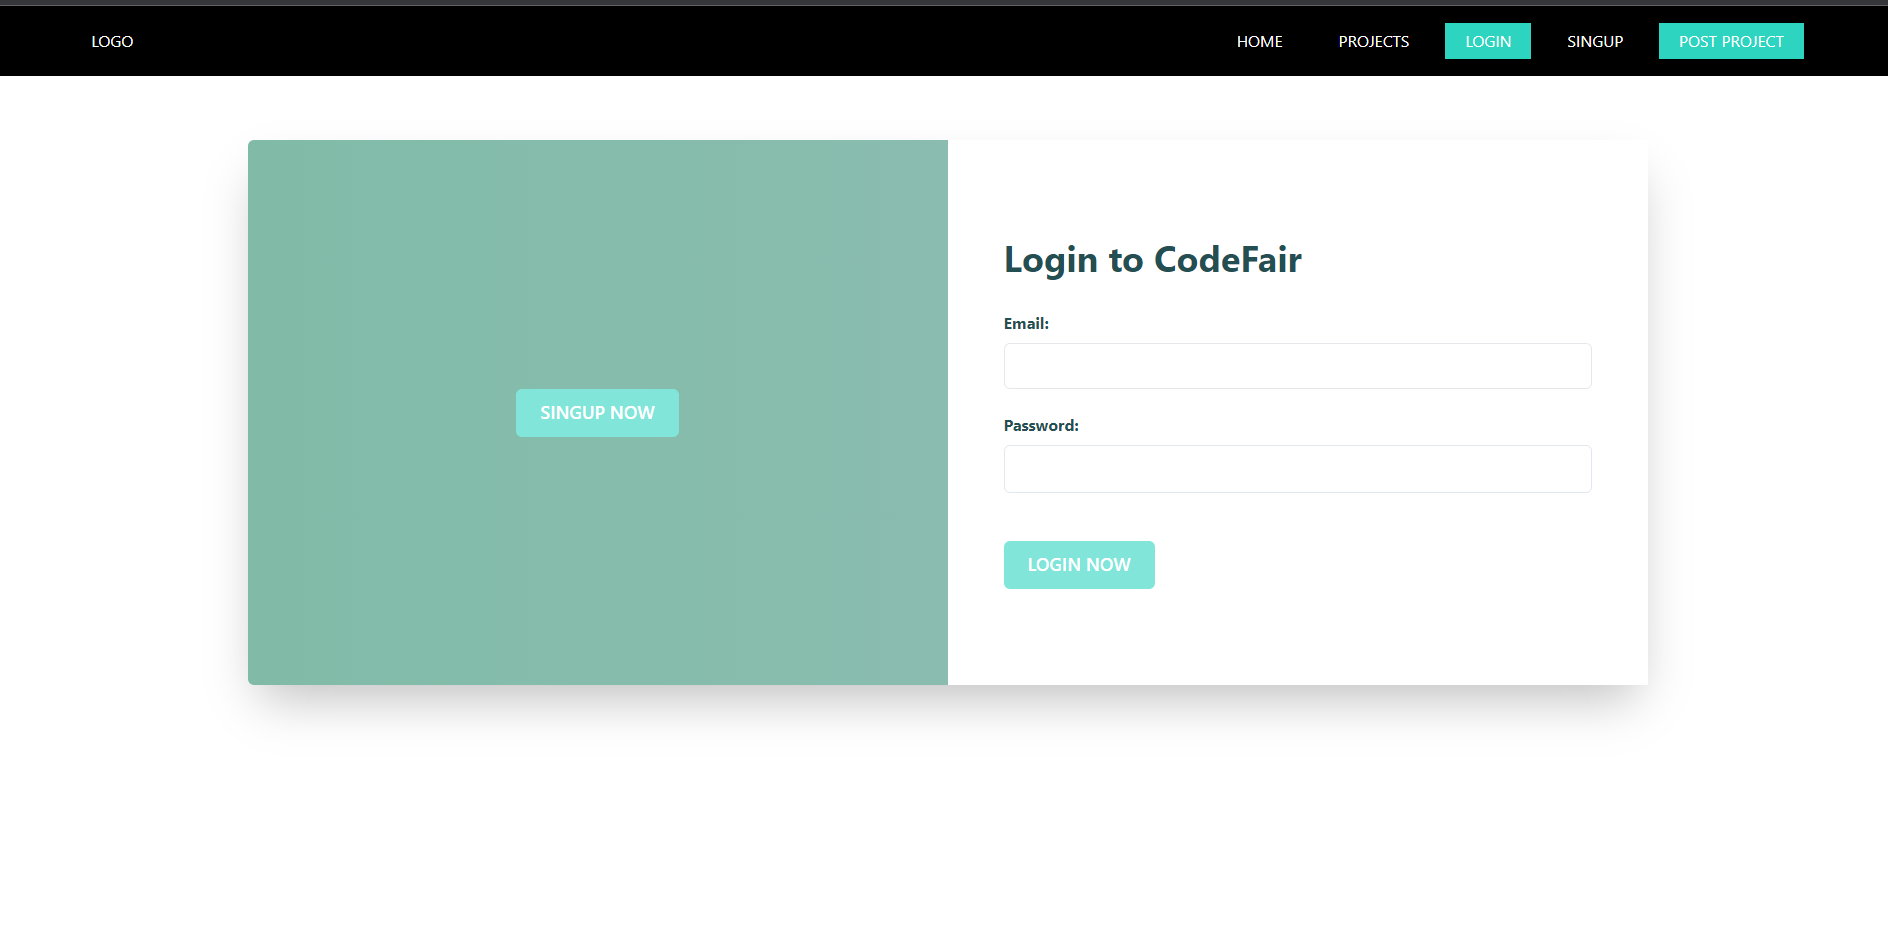 LOGO HOME PROJECTS LOGIN SINGUP POST PROJECT
SINGUP NOW
Login to CodeFair
Email:
Password:
LOGIN NOW